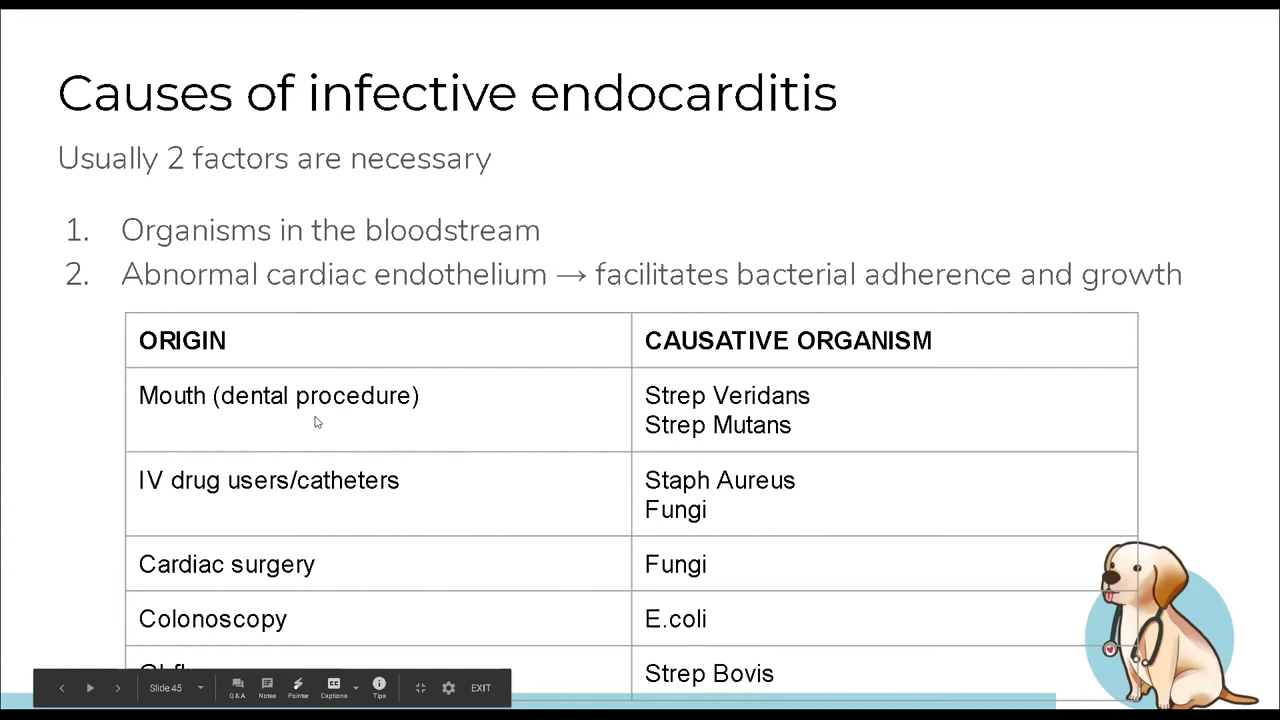 Causes of infective endocarditis
Usually 2 factors are necessary
1. Organisms in the bloodstream
2. Abnormal cardiac endothelium → facilitates bacterial adherence and growth
ORIGIN CAUSATIVE ORGANISM
Mouth (dental procedure) Strep Veridans
Strep Mutans
IV drug users/catheters Staph Aureus
Fungi
Cardiac surgery Fungi
Colonoscopy E.coli
Strep Bovis
Slide 45 Q&A Notes Pointer Captions Tips EXIT